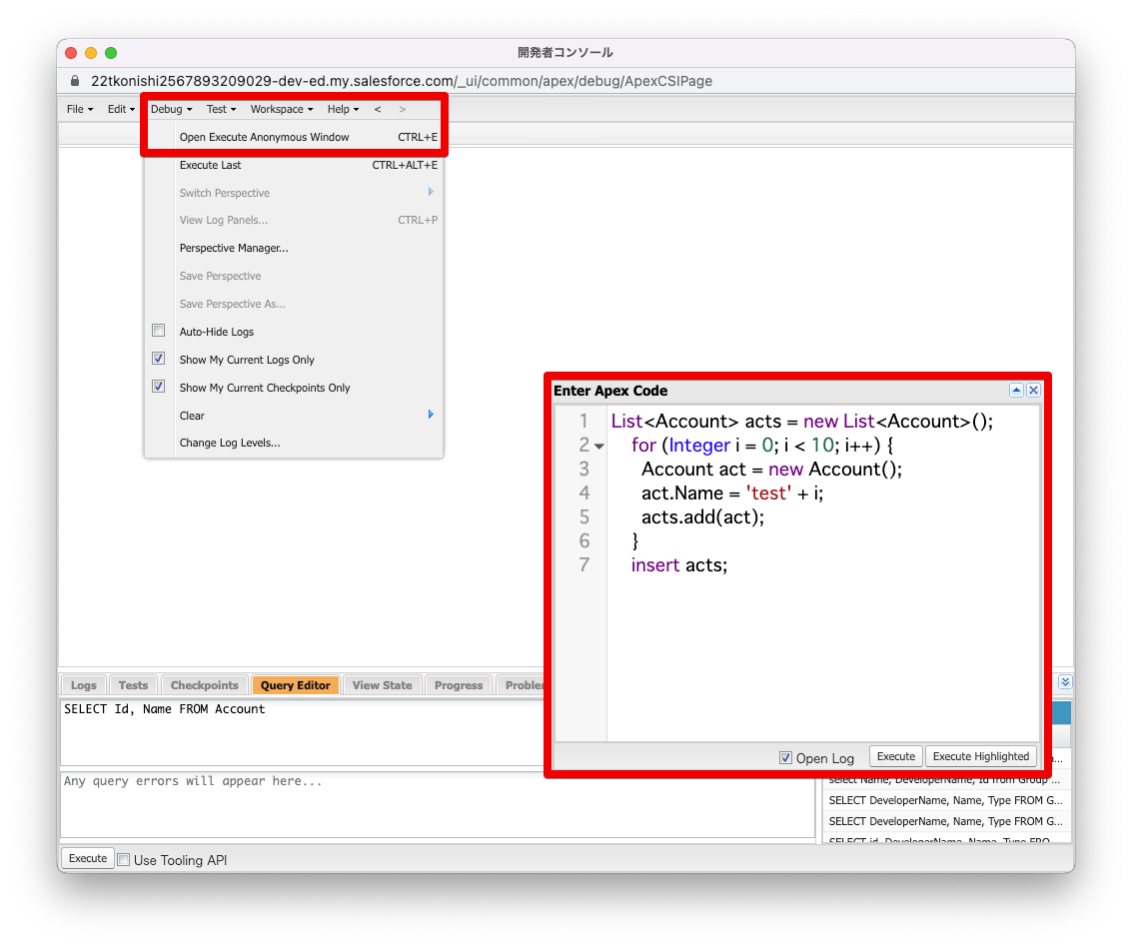 開発者コンソール
22tkonishi2567893209029-dev-ed.my.salesforce.com/_ui/common/apex/debug/ApexCSIPage
File Edit Debug Test Workspace Help < >
Open Execute Anonymous Window CTRL+E
Execute Last CTRL+ALT+E
Switch Perspective
View Log Panels... CTRL+P
Perspective Manager...
Save Perspective
Save Perspective As...
Auto-Hide Logs
Show My Current Logs Only
Show My Current Checkpoints Only
Clear
Change Log Levels...
Enter Apex Code
1 List<Account> acts = new List<Account>();
2 for (Integer i = 0; i < 10; i++) {
3 Account act = new Account();
4 act.Name = 'test' + i;
5 acts.add(act);
6 }
7 insert acts;
Open Log Execute Execute Highlighted
Logs Tests Checkpoints Query Editor View State Progress
SELECT Id, Name FROM Account
Any query errors will appear here...
select Name, DeveloperName, Id from Group ...
SELECT DeveloperName, Name, Type FROM G...
SELECT DeveloperName, Name, Type FROM G...
SELECT id, DeveloperName, Name, Type FRO
Execute Use Tooling API